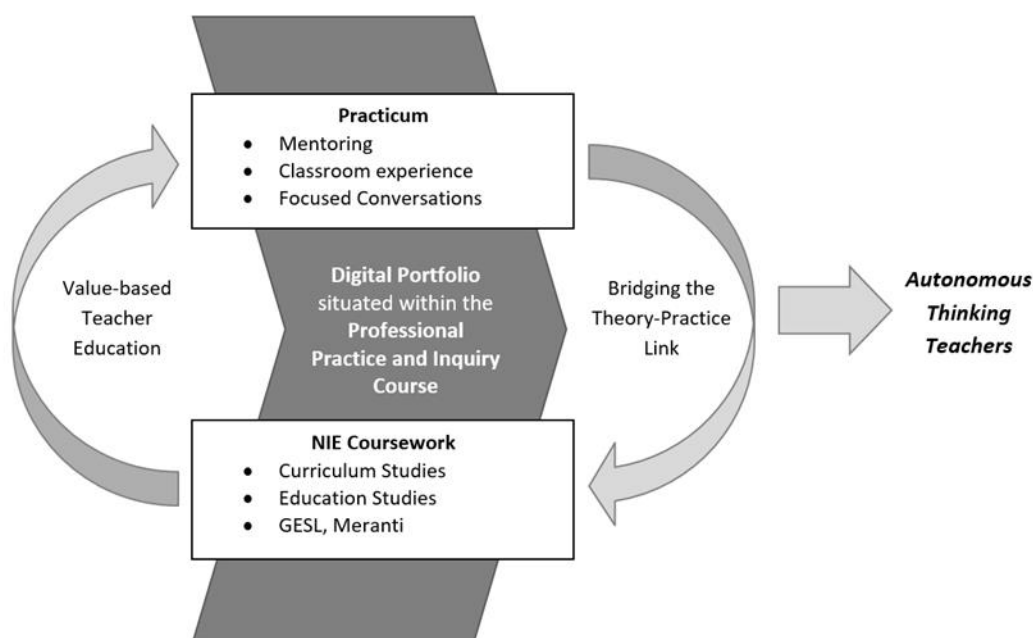 Practicum
● Mentoring
● Classroom experience
● Focused Conversations
Value-based
Teacher
Education
Digital Portfolio
situated within the
Professional
Practice and Inquiry
Course
Bridging the
Theory-Practice
Link
Autonomous
Thinking
Teachers
NIE Coursework
● Curriculum Studies
● Education Studies
● GESL, Meranti